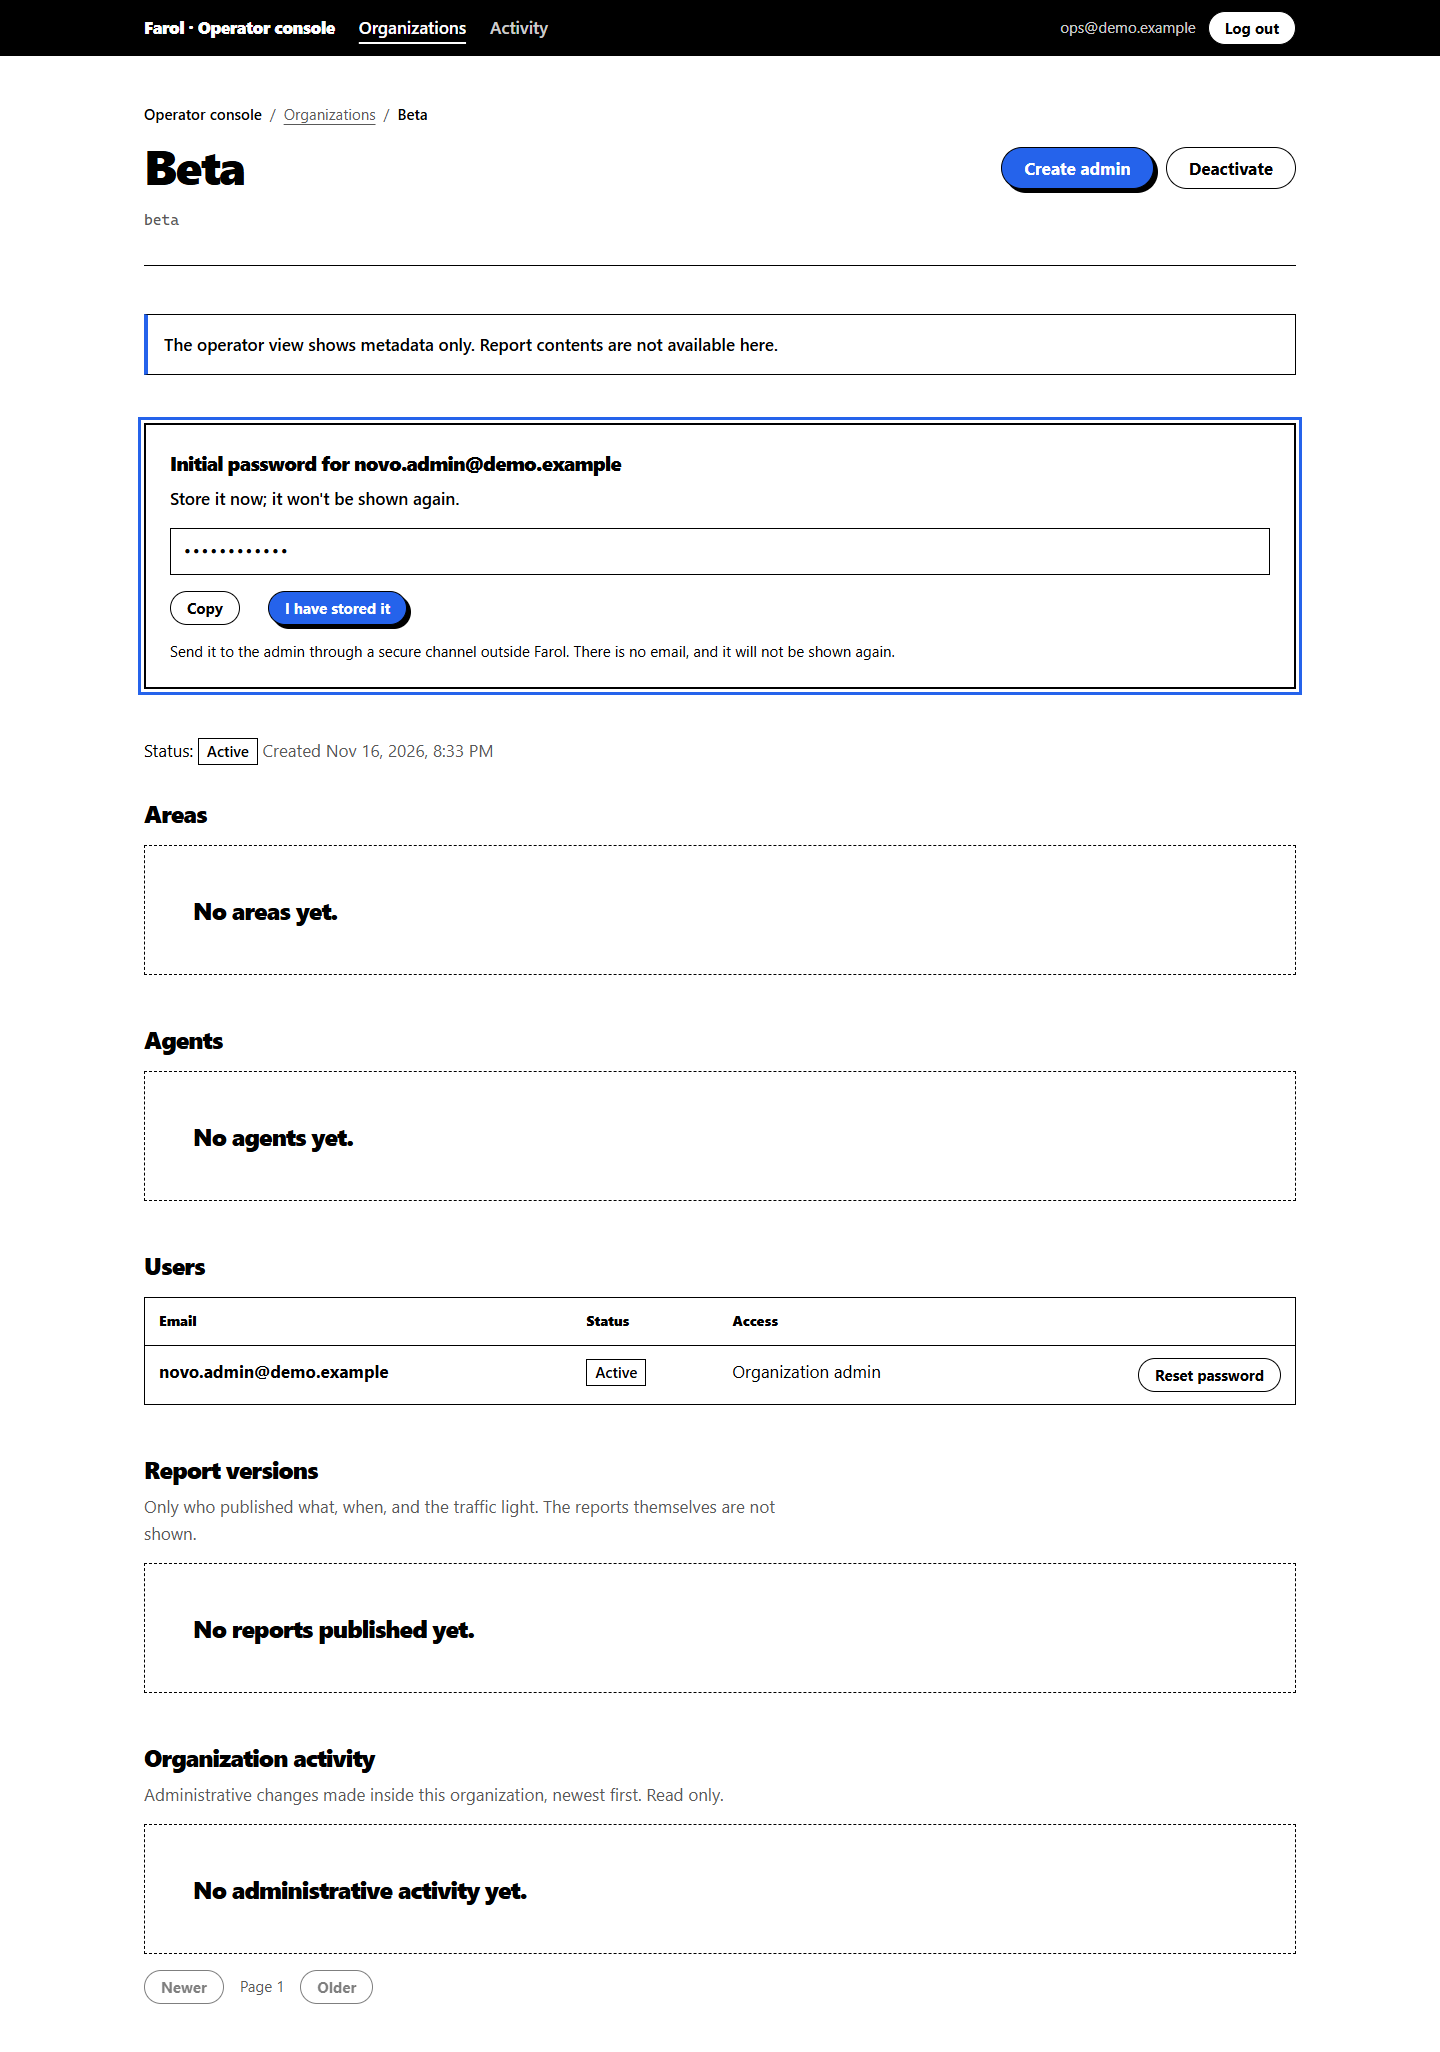 Farol · Operator console Organizations Activity ops@demo.example Log out
Operator console / Organizations / Beta
Beta Create admin Deactivate
beta
The operator view shows metadata only. Report contents are not available here.
Initial password for novo.admin@demo.example
Store it now; it won't be shown again.
••••••••••••
Copy I have stored it
Send it to the admin through a secure channel outside Farol. There is no email, and it will not be shown again.
Status: Active Created Nov 16, 2026, 8:33 PM
Areas
No areas yet.
Agents
No agents yet.
Users
Email Status Access
novo.admin@demo.example Active Organization admin Reset password
Report versions
Only who published what, when, and the traffic light. The reports themselves are not
shown.
No reports published yet.
Organization activity
Administrative changes made inside this organization, newest first. Read only.
No administrative activity yet.
Newer Page 1 Older